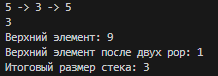 5 -> 3 -> 5
3
Верхний элемент: 9
Верхний элемент после двух pop: 1
Итоговый размер стека: 3